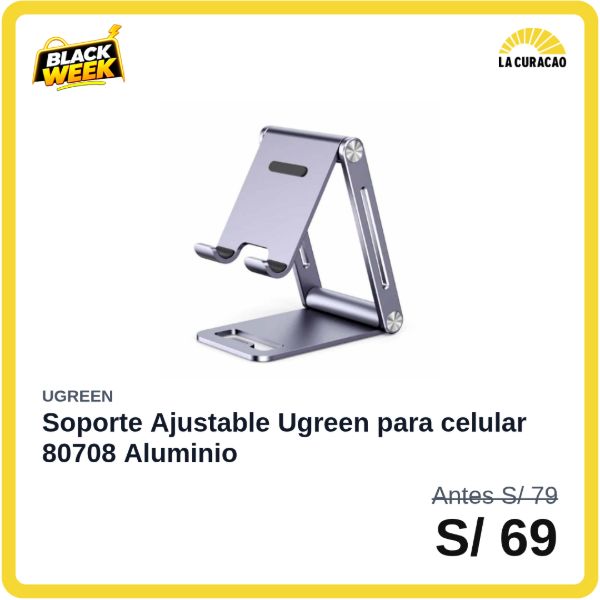 BLACK
WEEK
LA CURACAO
UGREEN
Soporte Ajustable Ugreen para celular
80708 Aluminio
Antes S/ 79
S/ 69